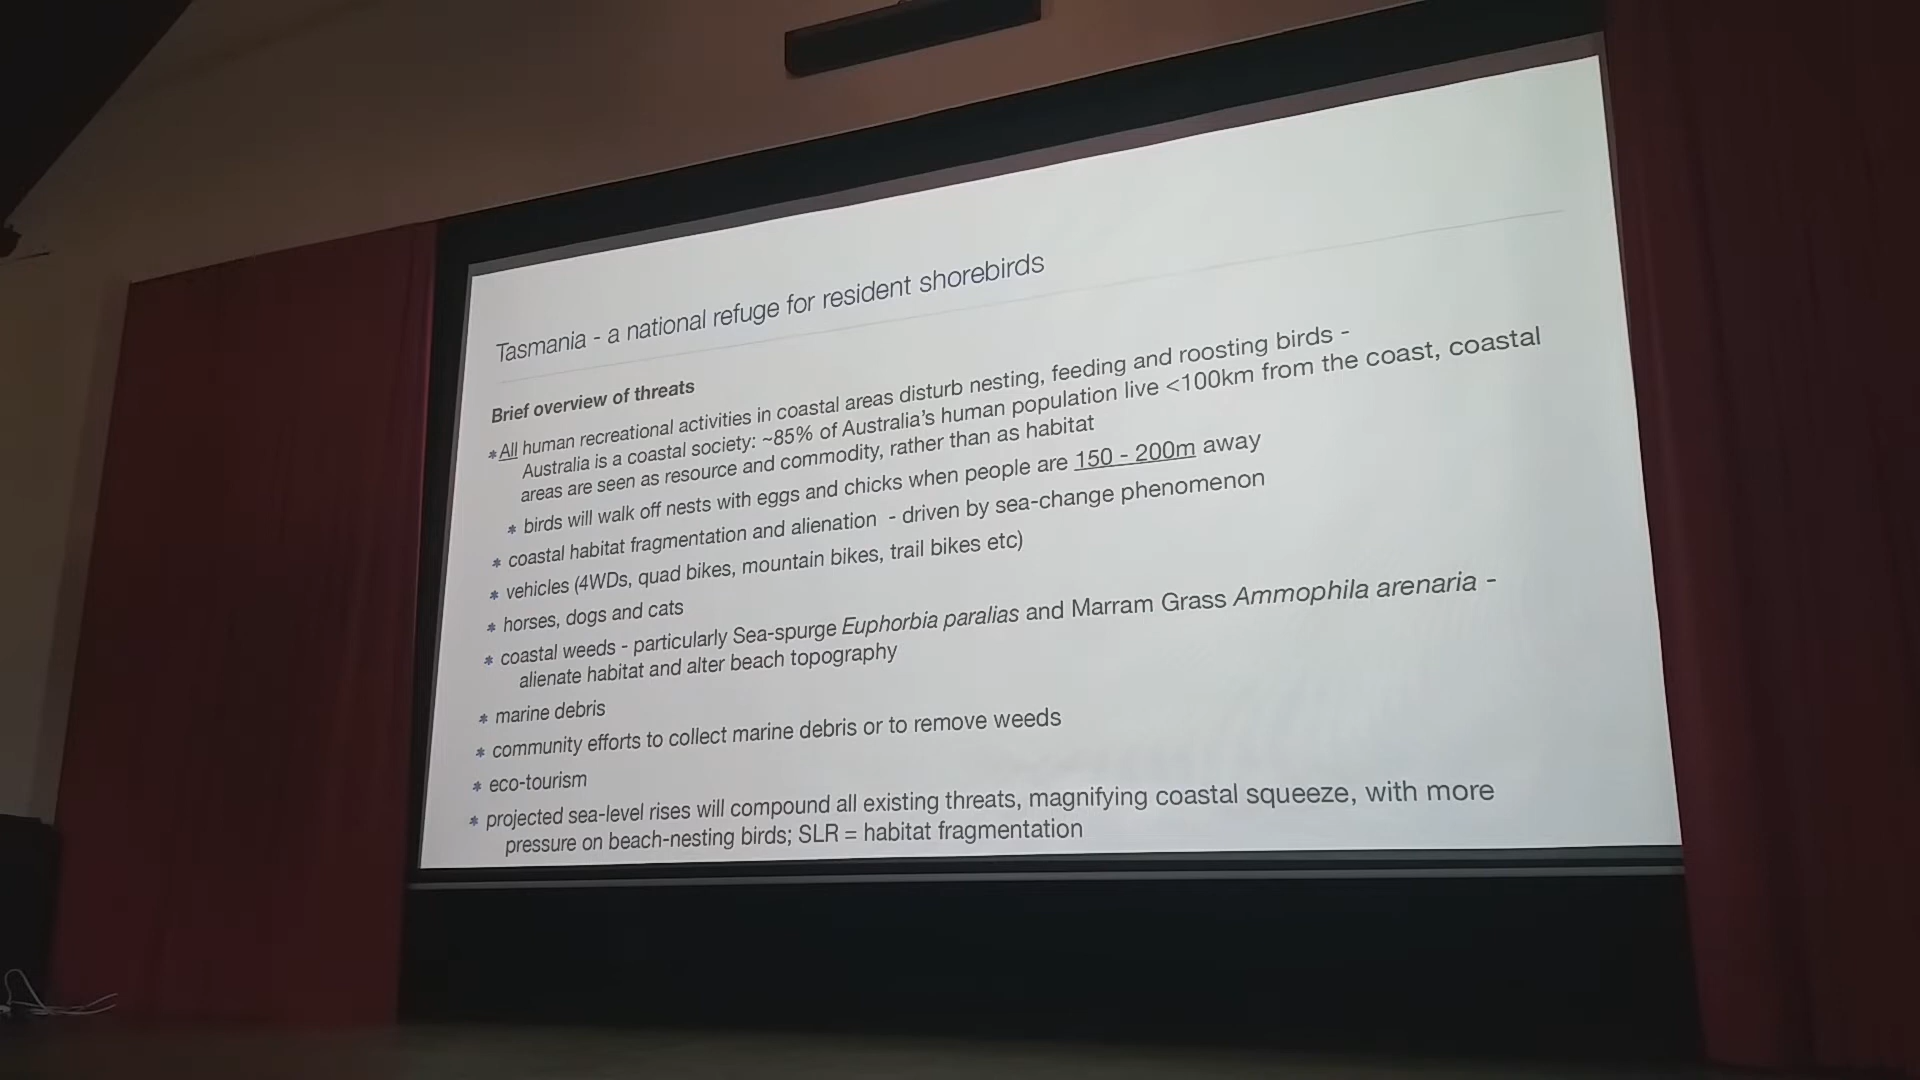 Tasmania - a national refuge for resident shorebirds
Brief overview of threats
* All human recreational activities in coastal areas disturb nesting, feeding and roosting birds -
Australia is a coastal society: ~85% of Australia's human population live <100km from the coast, coastal
areas are seen as resource and commodity, rather than as habitat
* birds will walk off nests with eggs and chicks when people are 150 - 200m away
* coastal habitat fragmentation and alienation - driven by sea-change phenomenon
* vehicles (4WDs, quad bikes, mountain bikes, trail bikes etc)
* horses, dogs and cats
* coastal weeds - particularly Sea-spurge Euphorbia paralias and Marram Grass Ammophila arenaria -
alienate habitat and alter beach topography
* marine debris
* community efforts to collect marine debris or to remove weeds
* eco-tourism
* projected sea-level rises will compound all existing threats, magnifying coastal squeeze, with more
pressure on beach-nesting birds; SLR = habitat fragmentation